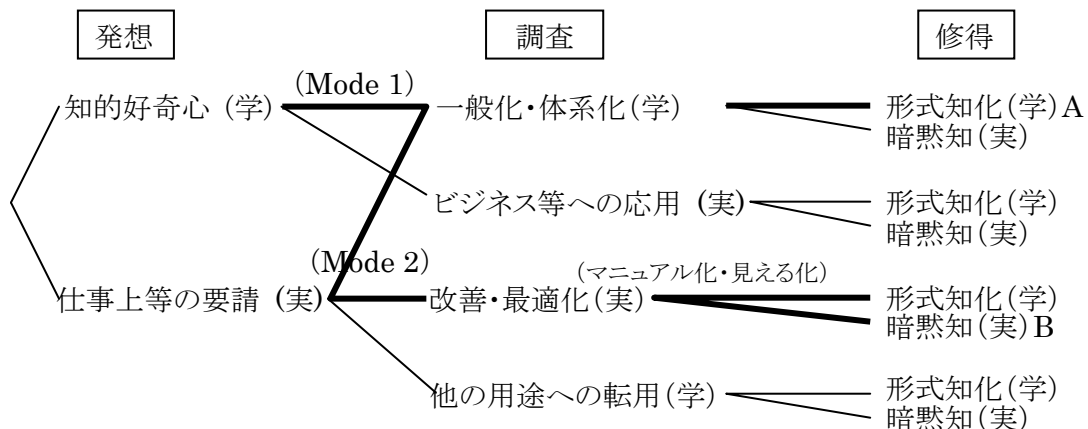 発想 調査 修得
(Mode 1)
知的好奇心 (学) 一般化・体系化(学) 形式知化(学)A
暗黙知(実)
ビジネス等への応用 (実) 形式知化(学)
暗黙知(実)
(Mode 2) (マニュアル化・見える化)
仕事上等の要請 (実) 改善・最適化(実) 形式知化(学)
暗黙知(実)B
他の用途への転用(学) 形式知化(学)
暗黙知(実)